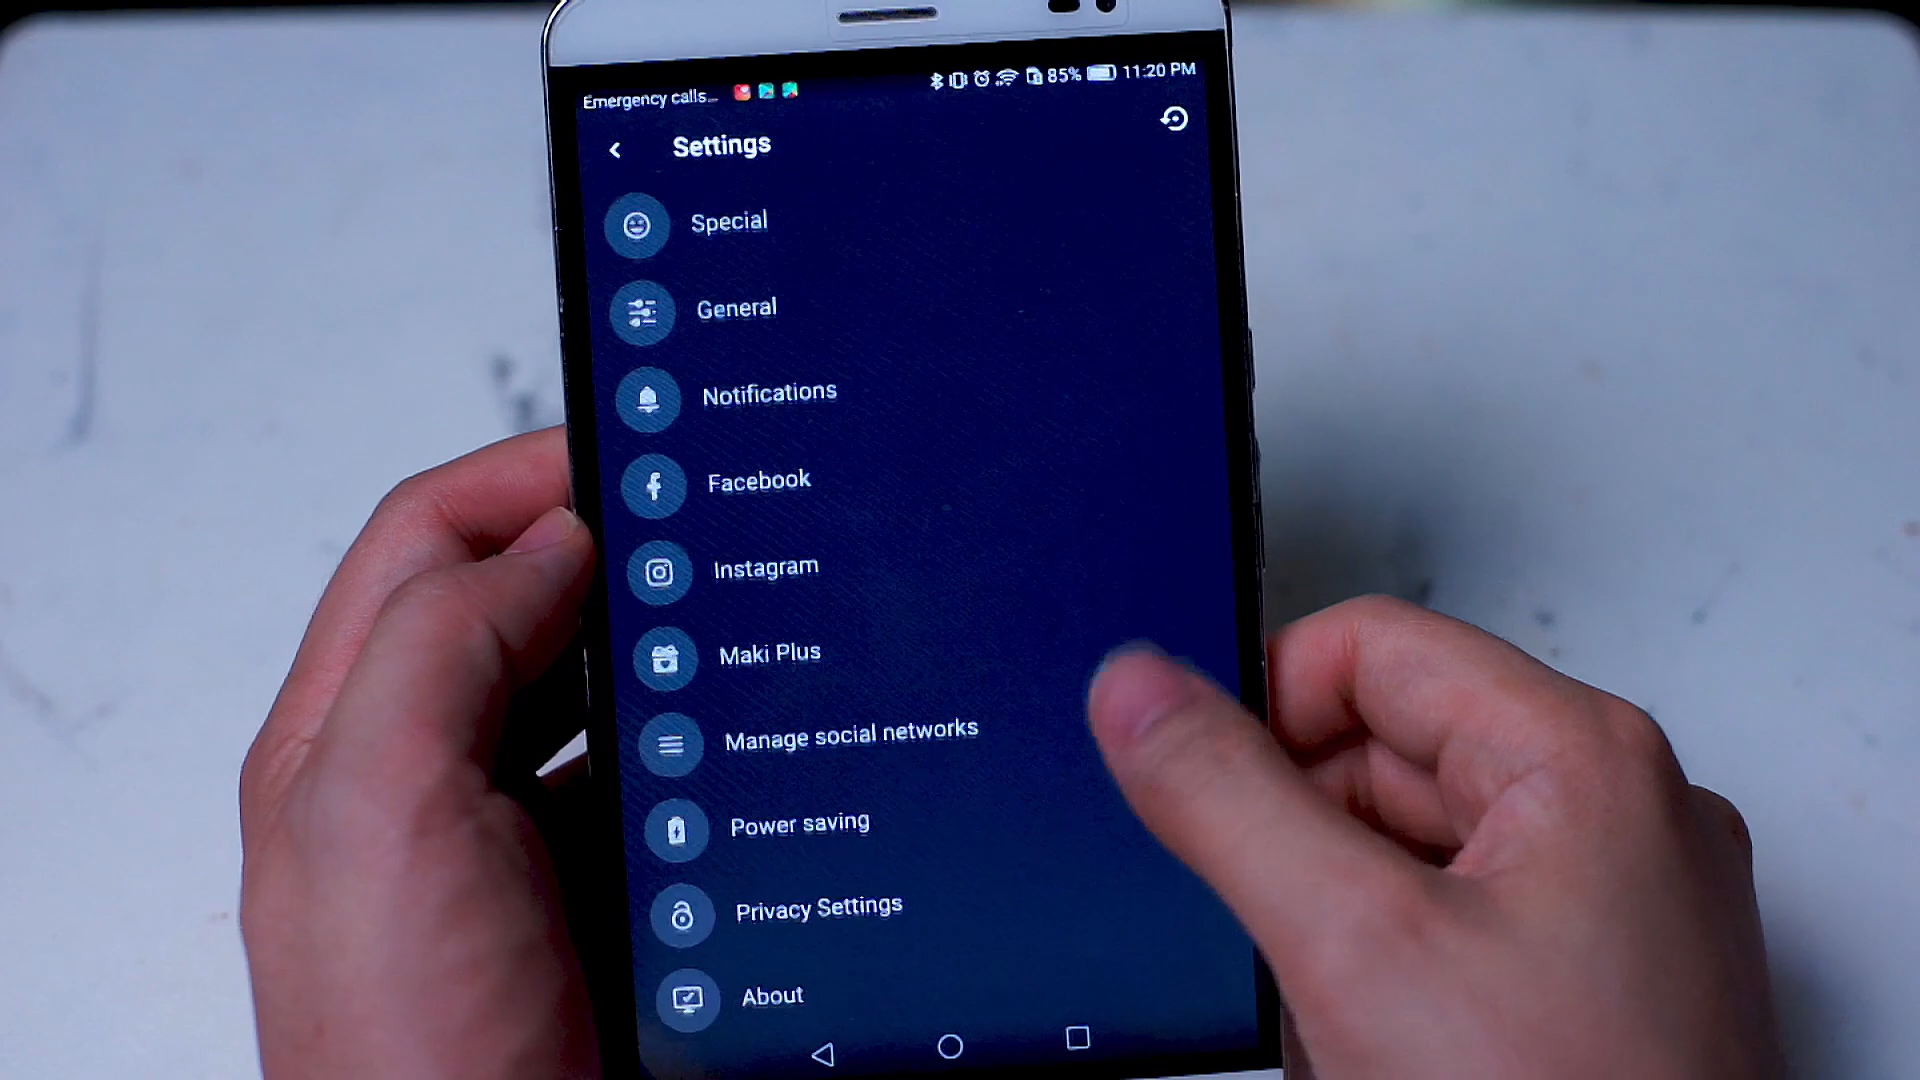 Emergency calls... 85% 11:20 PM
Settings
Special
General
Notifications
Facebook
Instagram
Maki Plus
Manage social networks
Power saving
Privacy Settings
About